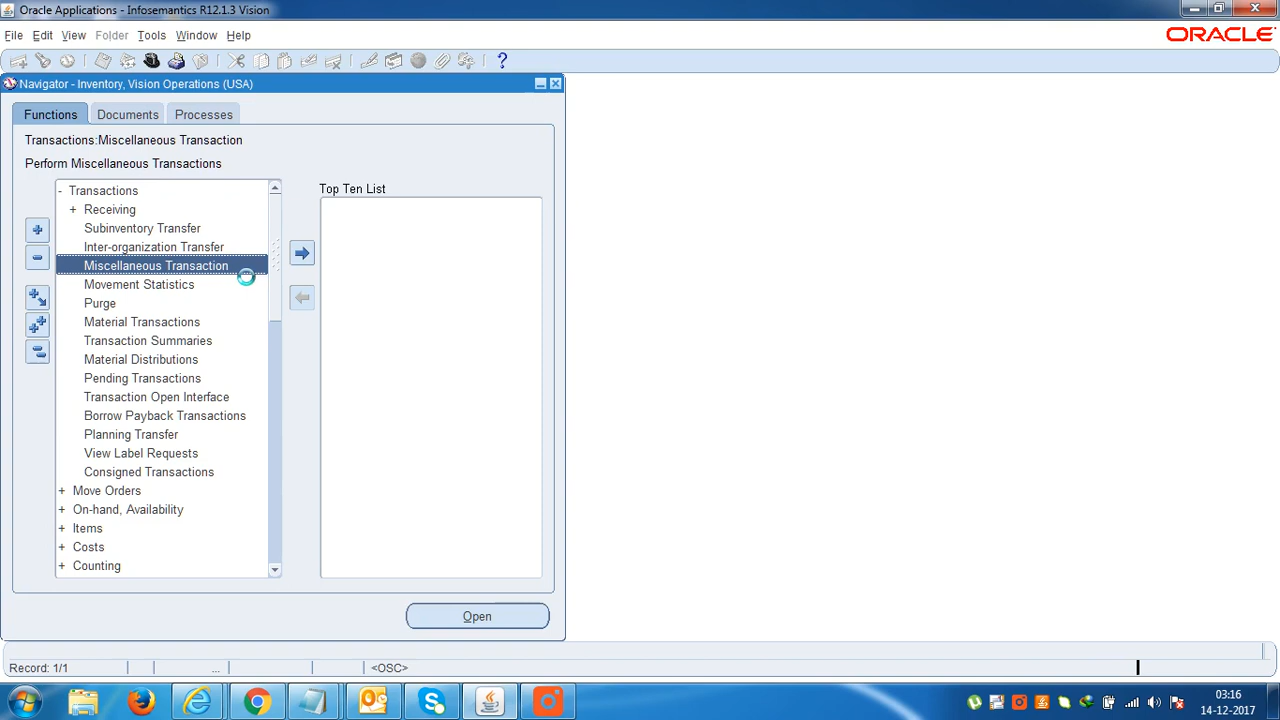 Oracle Applications - Infosemantics R12.1.3 Vision
File Edit View Folder Tools Window Help
ORACLE
Navigator - Inventory, Vision Operations (USA)
Functions Documents Processes
Transactions:Miscellaneous Transaction
Perform Miscellaneous Transactions
Top Ten List
- Transactions
+ Receiving
Subinventory Transfer
Inter-organization Transfer
Miscellaneous Transaction
Movement Statistics
Purge
Material Transactions
Transaction Summaries
Material Distributions
Pending Transactions
Transaction Open Interface
Borrow Payback Transactions
Planning Transfer
View Label Requests
Consigned Transactions
+ Move Orders
+ On-hand, Availability
+ Items
+ Costs
+ Counting
Open
Record: 1/1 ... <OSC>
03:16
14-12-2017